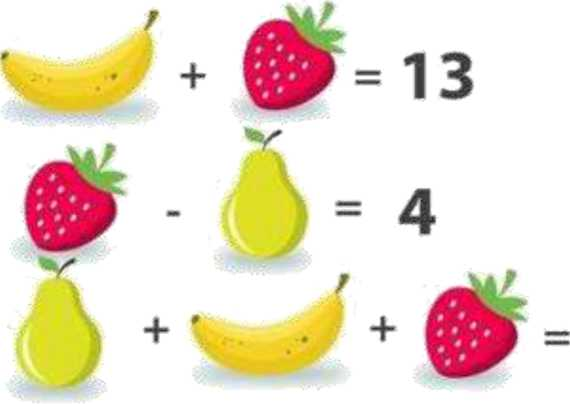 + = 13
- = 4
+ + =